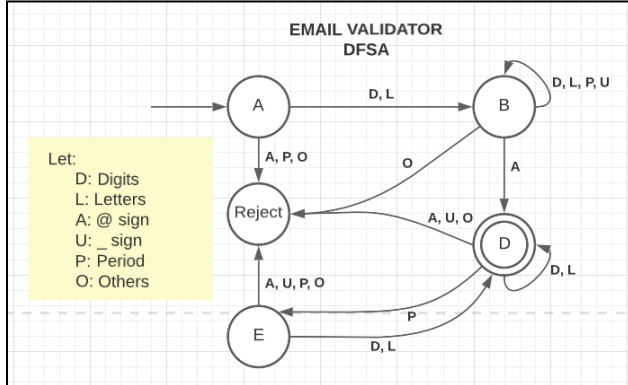 EMAIL VALIDATOR
DFSA
A
D, L
B
D, L, P, U
A, P, O
O
A
Let:
D: Digits
L: Letters
A: @ sign
U: _ sign
P: Period
O: Others
Reject
A, U, O
D
D, L
A, U, P, O
P
E
D, L